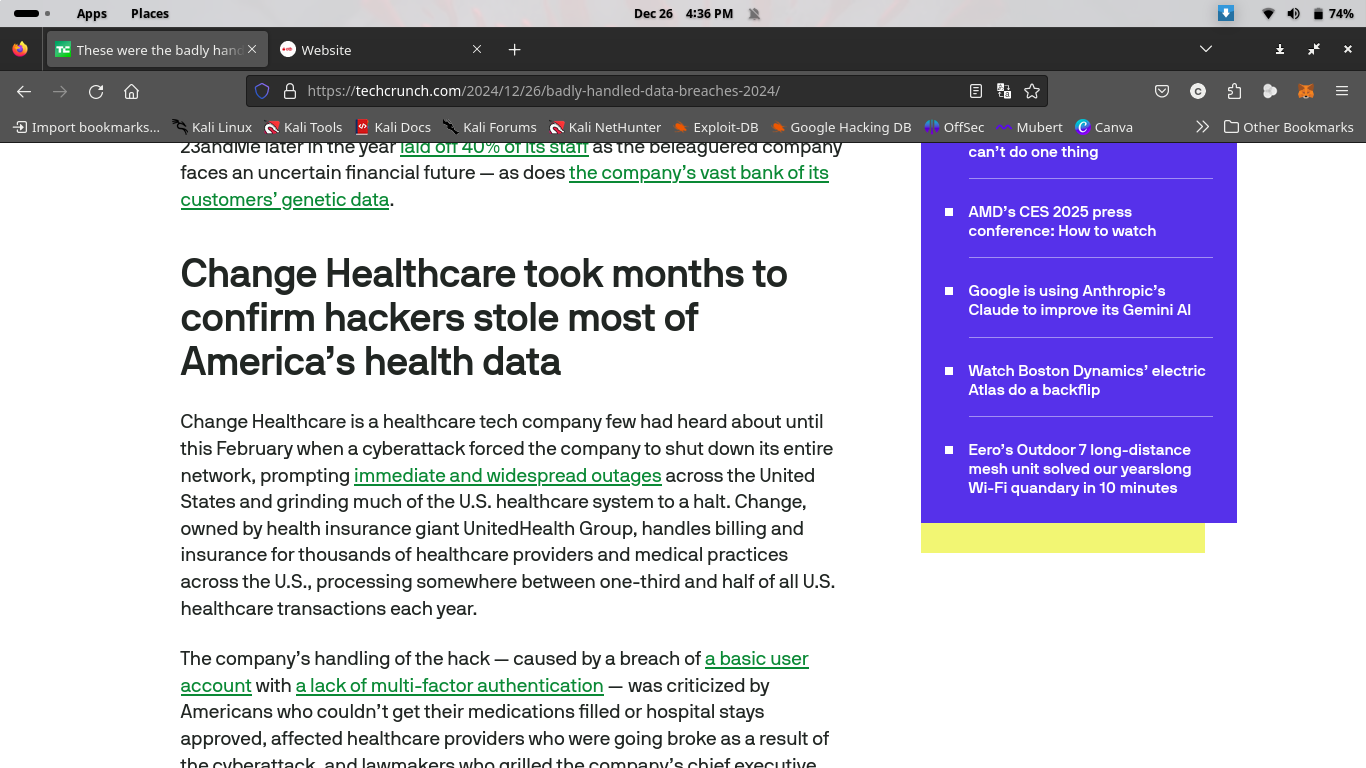 Apps Places Dec 26 4:36 PM 74%
These were the badly han
Website
https://techcrunch.com/2024/12/26/badly-handled-data-breaches-2024/
Import bookmarks... Kali Linux Kali Tools Kali Docs Kali Forums Kali NetHunter Exploit-DB Google Hacking DB OffSec Mubert Canva Other Bookmarks
23andMe later in the year laid off 40% of its staff as the beleaguered company
faces an uncertain financial future — as does the company’s vast bank of its
customers’ genetic data.
Change Healthcare took months to
confirm hackers stole most of
America’s health data
Change Healthcare is a healthcare tech company few had heard about until
this February when a cyberattack forced the company to shut down its entire
network, prompting immediate and widespread outages across the United
States and grinding much of the U.S. healthcare system to a halt. Change,
owned by health insurance giant UnitedHealth Group, handles billing and
insurance for thousands of healthcare providers and medical practices
across the U.S., processing somewhere between one-third and half of all U.S.
healthcare transactions each year.
The company’s handling of the hack — caused by a breach of a basic user
account with a lack of multi-factor authentication — was criticized by
Americans who couldn’t get their medications filled or hospital stays
approved, affected healthcare providers who were going broke as a result of
the cyberattack, and lawmakers who grilled the company’s chief executive
can’t do one thing
AMD’s CES 2025 press
conference: How to watch
Google is using Anthropic’s
Claude to improve its Gemini AI
Watch Boston Dynamics’ electric
Atlas do a backflip
Eero’s Outdoor 7 long-distance
mesh unit solved our yearslong
Wi-Fi quandary in 10 minutes